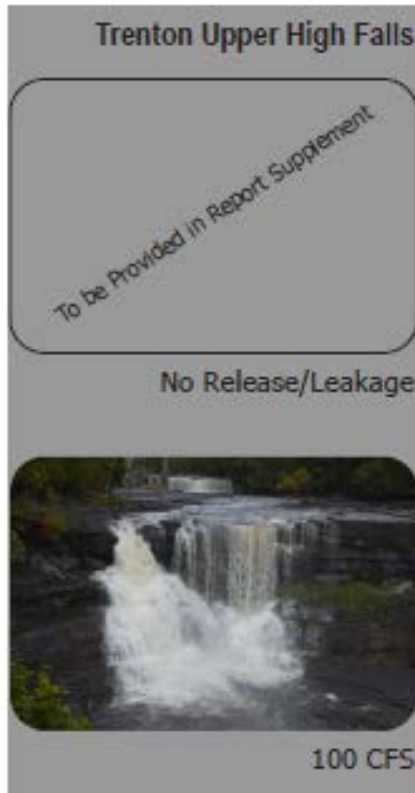 Trenton Upper High Falls
To be Provided in Report Supplement
No Release/Leakage
100 CFS